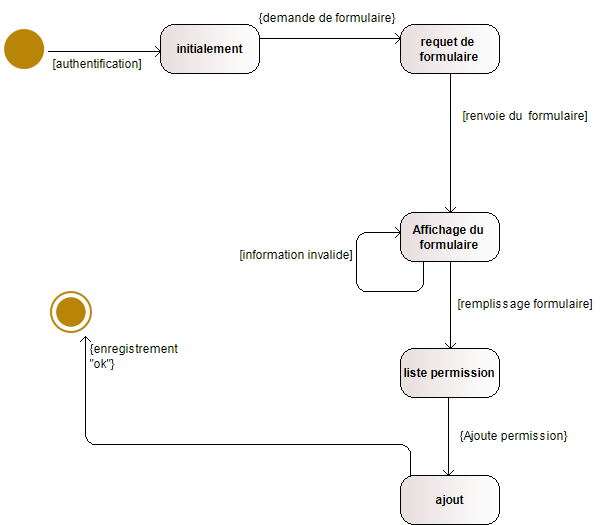 {demande de formulaire}
initialement
requet de
formulaire
[authentification]
[renvoie du formulaire]
Affichage du
formulaire
[information invalide]
[remplissage formulaire]
{enregistrement
"ok"}
liste permission
{Ajoute permission}
ajout